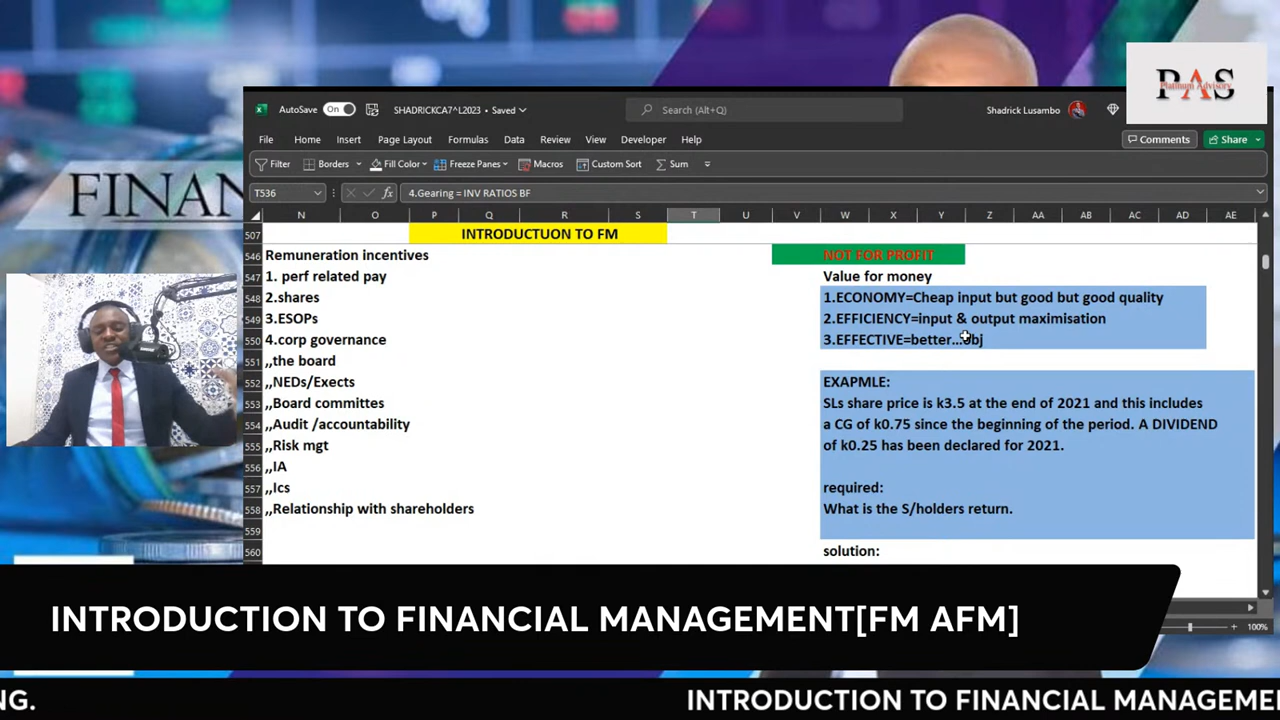 FINAN
PAS
Platinum Advisory
AutoSave On SHADRICKCA7^L2023 • Saved Search (Alt+Q) Shadrick Lusambo
File Home Insert Page Layout Formulas Data Review View Developer Help Comments Share
Filter Borders Fill Color Freeze Panes Macros Custom Sort Sum
T536 fx 4.Gearing = INV RATIOS BF
N O P Q R S T U V W X Y Z AA AB AC AD AE
507 INTRODUCTUON TO FM
546 Remuneration incentives NOT FOR PROFIT
547 1. perf related pay Value for money
548 2.shares 1.ECONOMY=Cheap input but good but good quality
549 3.ESOPs 2.EFFICIENCY=input & output maximisation
550 4.corp governance 3.EFFECTIVE=better...obj
551 ,,the board
552 ,,NEDs/Exects EXAPMLE:
553 ,,Board committes SLs share price is k3.5 at the end of 2021 and this includes
554 ,,Audit /accountability a CG of k0.75 since the beginning of the period. A DIVIDEND
555 ,,Risk mgt of k0.25 has been declared for 2021.
556 ,,IA
557 ,,Ics required:
558 ,,Relationship with shareholders What is the S/holders return.
559
560 solution:
100%
INTRODUCTION TO FINANCIAL MANAGEMENT[FM AFM]
NG. INTRODUCTION TO FINANCIAL MANAGEME